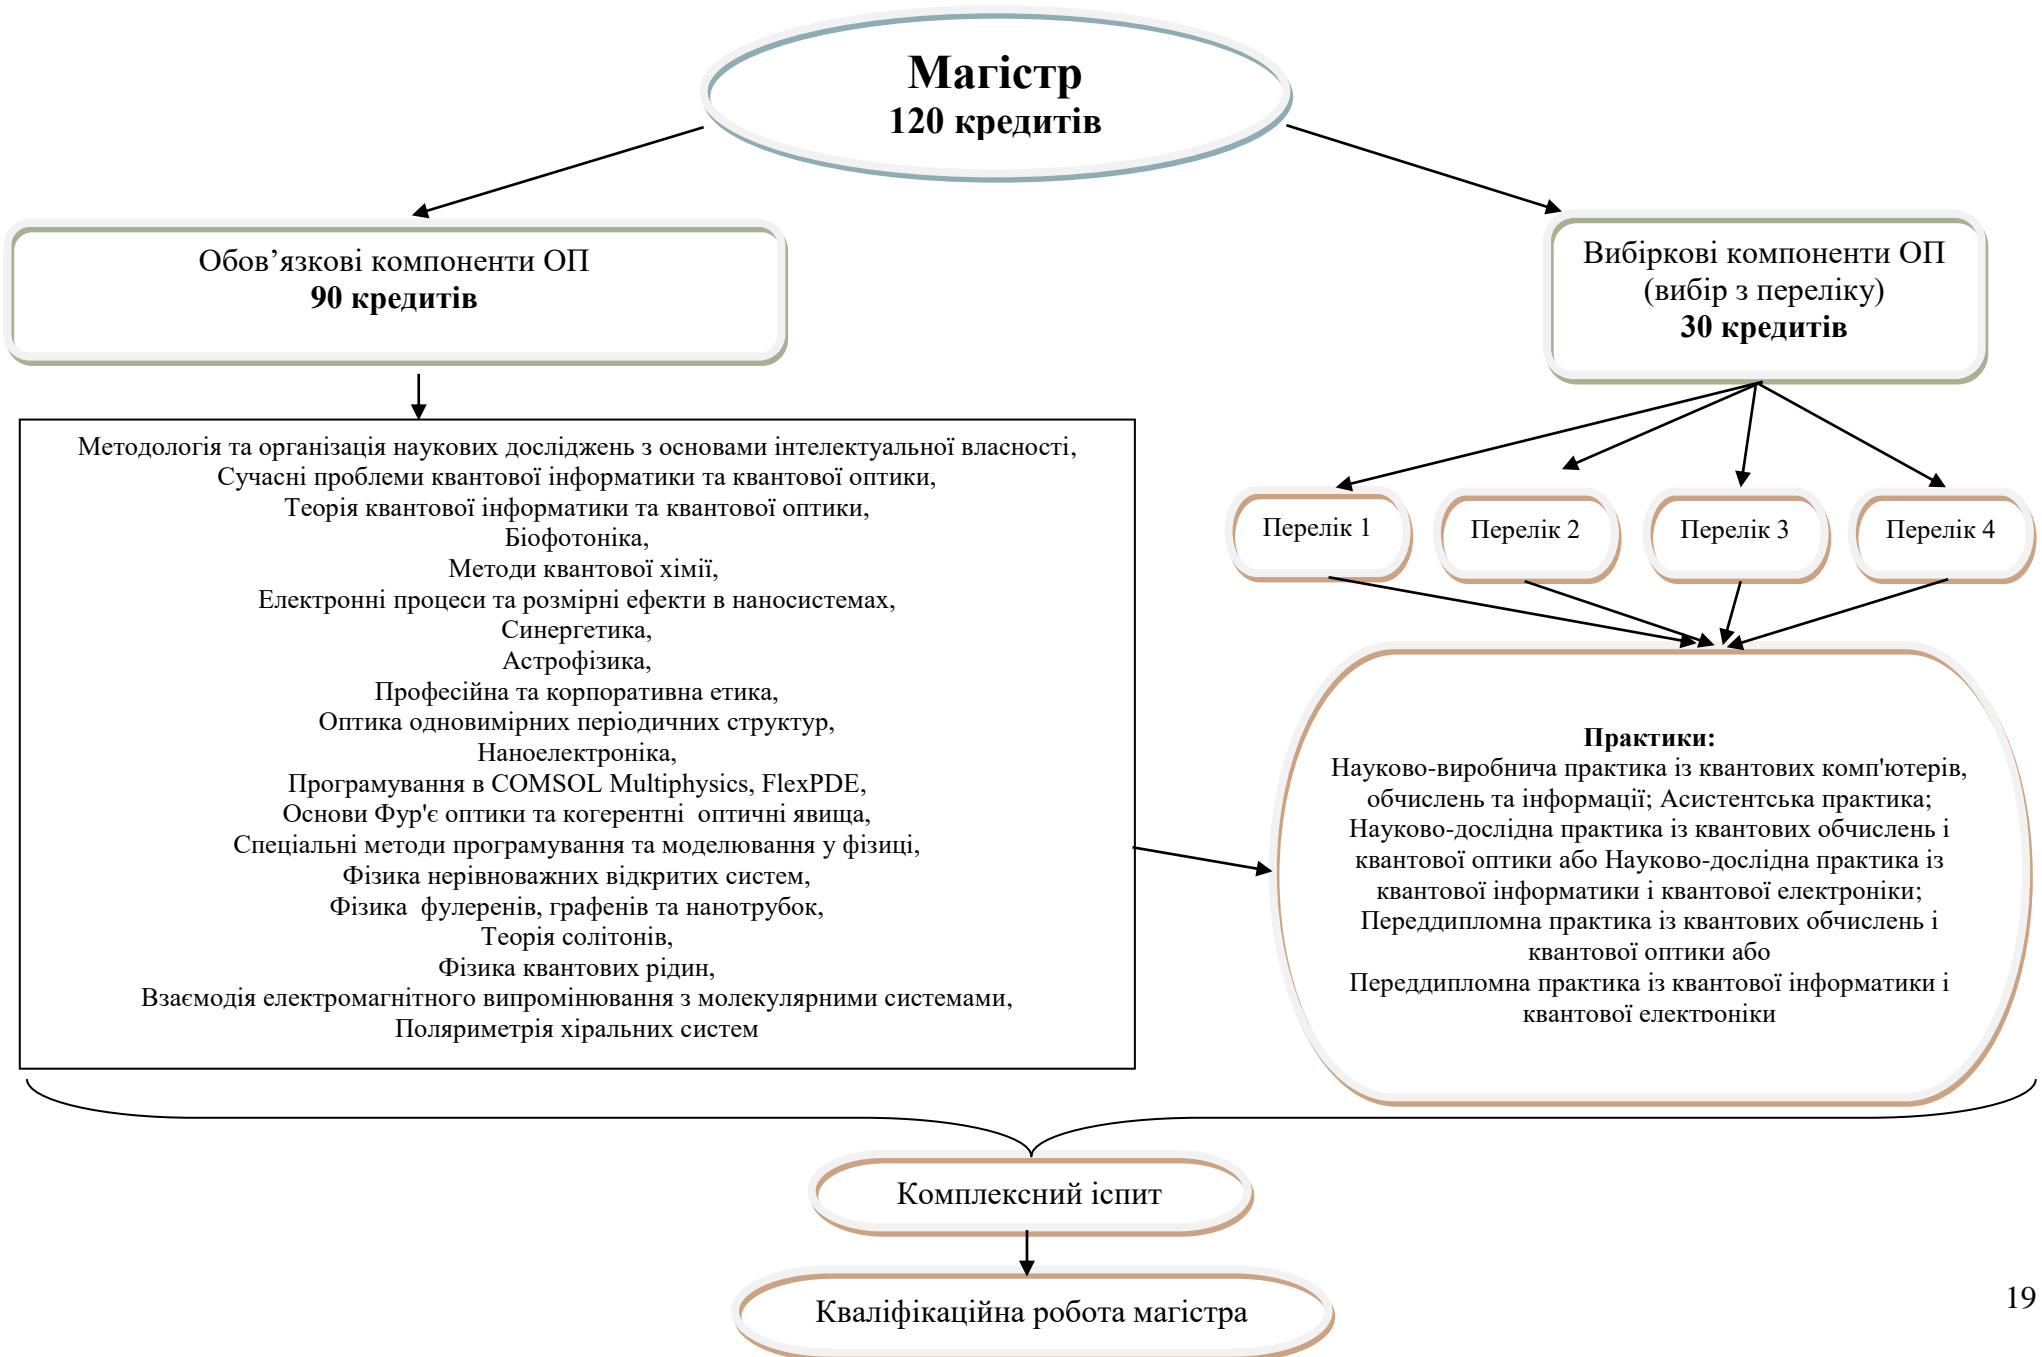 Магістр
120 кредитів
Обов’язкові компоненти ОП
90 кредитів
Вибіркові компоненти ОП
(вибір з переліку)
30 кредитів
Методологія та організація наукових досліджень з основами інтелектуальної власності,
Сучасні проблеми квантової інформатики та квантової оптики,
Теорія квантової інформатики та квантової оптики,
Біофотоніка,
Методи квантової хімії,
Електронні процеси та розмірні ефекти в наносистемах,
Синергетика,
Астрофізика,
Професійна та корпоративна етика,
Оптика одновимірних періодичних структур,
Наноелектроніка,
Програмування в COMSOL Multiphysics, FlexPDE,
Основи Фур'є оптики та когерентні оптичні явища,
Спеціальні методи програмування та моделювання у фізиці,
Фізика нерівноважних відкритих систем,
Фізика фулеренів, графенів та нанотрубок,
Теорія солітонів,
Фізика квантових рідин,
Взаємодія електромагнітного випромінювання з молекулярними системами,
Поляриметрія хіральних систем
Перелік 1
Перелік 2
Перелік 3
Перелік 4
Практики:
Науково-виробнича практика із квантових комп'ютерів,
обчислень та інформації; Асистентська практика;
Науково-дослідна практика із квантових обчислень і
квантової оптики або Науково-дослідна практика із
квантової інформатики і квантової електроніки;
Переддипломна практика із квантових обчислень і
квантової оптики або
Переддипломна практика із квантової інформатики і
квантової електроніки
Комплексний іспит
Кваліфікаційна робота магістра
19